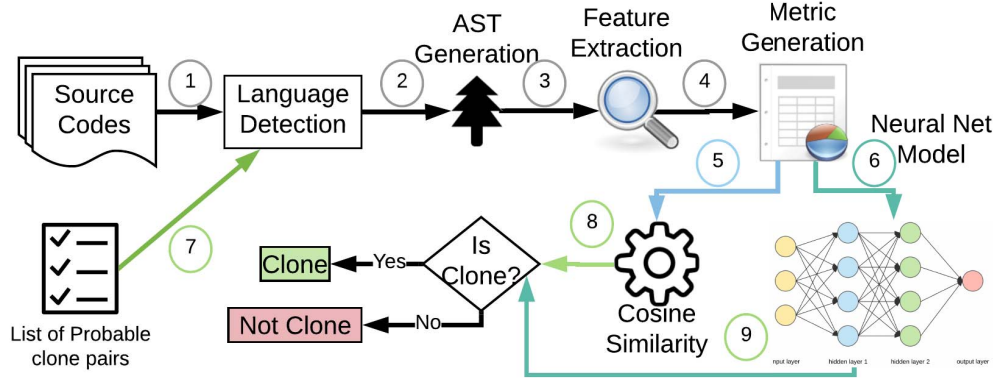 AST
Generation
Feature
Extraction
Metric
Generation
Source
Codes
1
Language
Detection
2
3
4
Neural Net
Model
5
6
7
8
Is
Clone?
Yes
Clone
No
Not Clone
Cosine
Similarity
9
List of Probable
clone pairs
nput layer
hidden layer 1
hidden layer 2
output layer